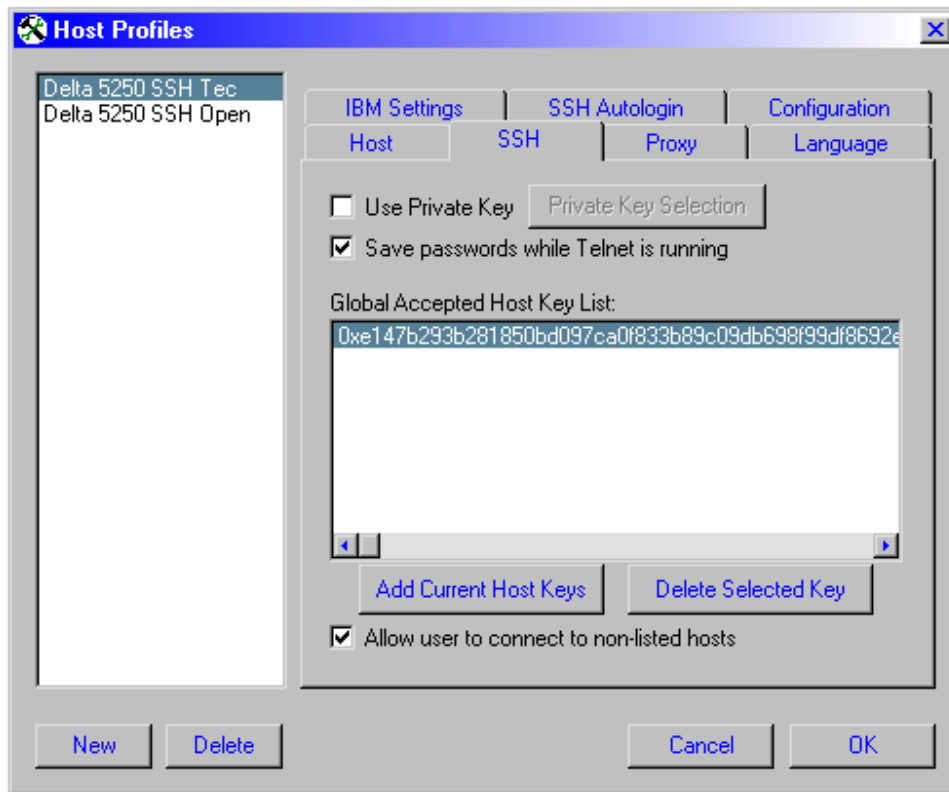 Host Profiles
Delta 5250 SSH Tec
Delta 5250 SSH Open
IBM Settings
SSH Autologin
Configuration
Host
SSH
Proxy
Language
Use Private Key
Private Key Selection
Save passwords while Telnet is running
Global Accepted Host Key List:
0xe147b293b281850bd097ca0f833b89c09db698f99df8692e
Add Current Host Keys
Delete Selected Key
Allow user to connect to non-listed hosts
New
Delete
Cancel
OK